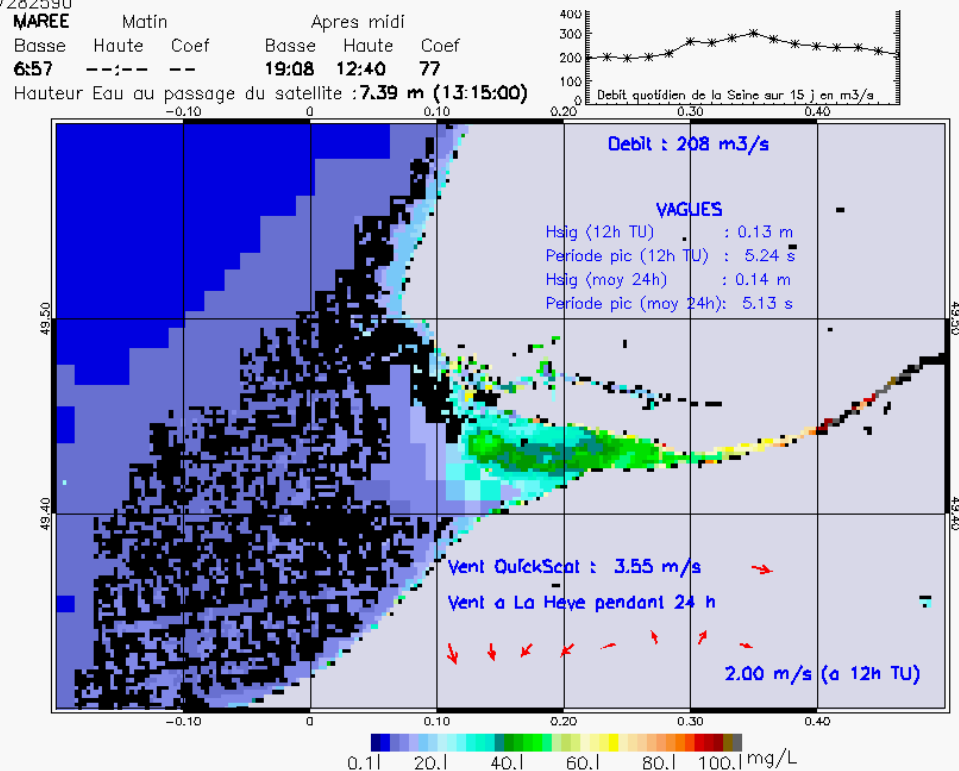 /282590
MAREE Matin Apres midi
Basse Haute Coef Basse Haute Coef
6:57 --:-- -- 19:08 12:40 77
Hauteur Eau au passage du satellite : 7.39 m (13:15:00)
400
300
200
100
0
Debit quotidien de la Seine sur 15 j en m3/s
-0.10 0 0.10 0.20 0.30 0.40
Debit : 208 m3/s
VAGUES
Hsig (12h TU) : 0.13 m
Periode pic (12h TU) : 5.24 s
Hsig (moy 24h) : 0.14 m
Periode pic (moy 24h): 5.13 s
49.50 49.50
49.40 49.40
Vent QuickScat : 3.55 m/s
Vent a La Heve pendant 24 h
2.00 m/s (a 12h TU)
-0.10 0 0.10 0.20 0.30 0.40
0.1 20. 40. 60. 80. 100. mg/L